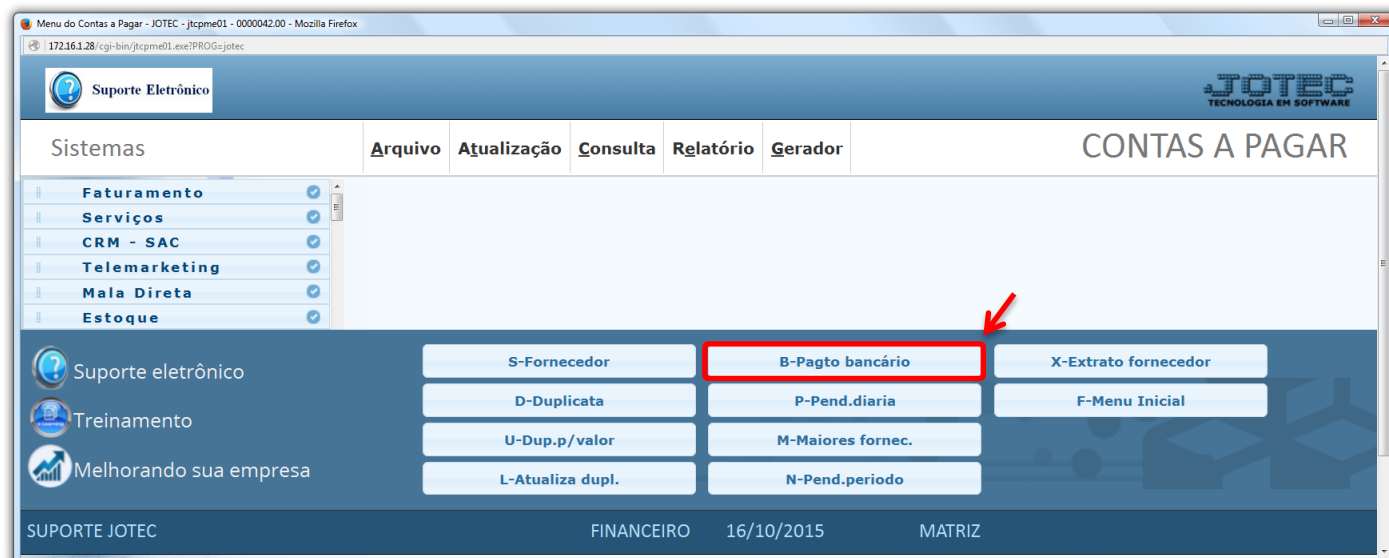 Menu do Contas a Pagar - JOTEC - jtcpme01 - 0000042.00 - Mozilla Firefox
172.16.1.28/cgi-bin/jtcpme01.exe?PROG=jotec
Suporte Eletrônico
JOTEC
TECNOLOGIA EM SOFTWARE
Sistemas
Arquivo Atualização Consulta Relatório Gerador
CONTAS A PAGAR
Faturamento
Serviços
CRM - SAC
Telemarketing
Mala Direta
Estoque
Suporte eletrônico
Treinamento
Melhorando sua empresa
S-Fornecedor B-Pagto bancário X-Extrato fornecedor
D-Duplicata P-Pend.diaria F-Menu Inicial
U-Dup.p/valor M-Maiores fornec.
L-Atualiza dupl. N-Pend.periodo
SUPORTE JOTEC FINANCEIRO 16/10/2015 MATRIZ